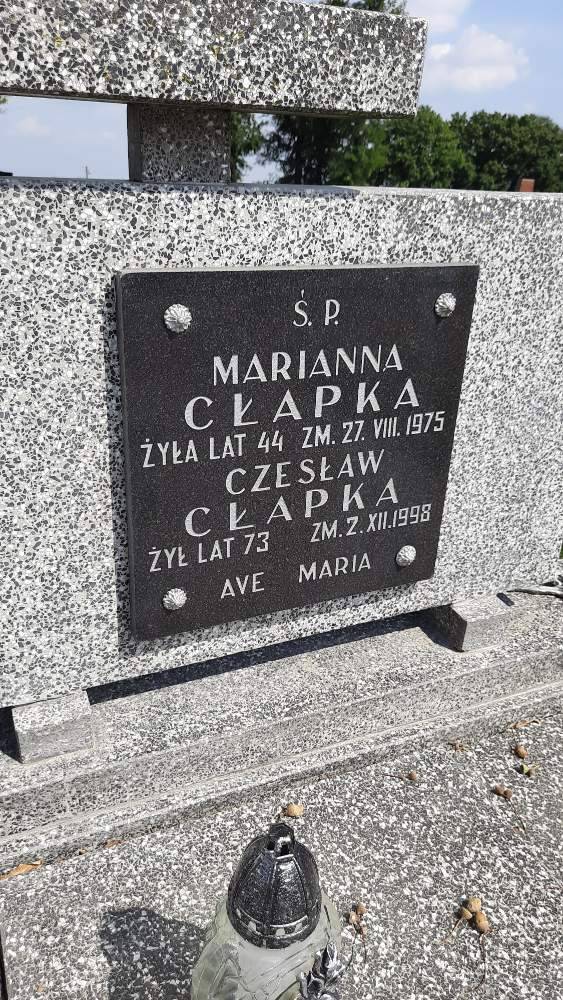 Ś. P.
MARIANNA
CŁAPKA
ŻYŁA LAT 44 ZM. 27. VIII. 1975
CZESŁAW
CŁAPKA
ŻYŁ LAT 73 ZM. 2. XII. 1998
AVE MARIA